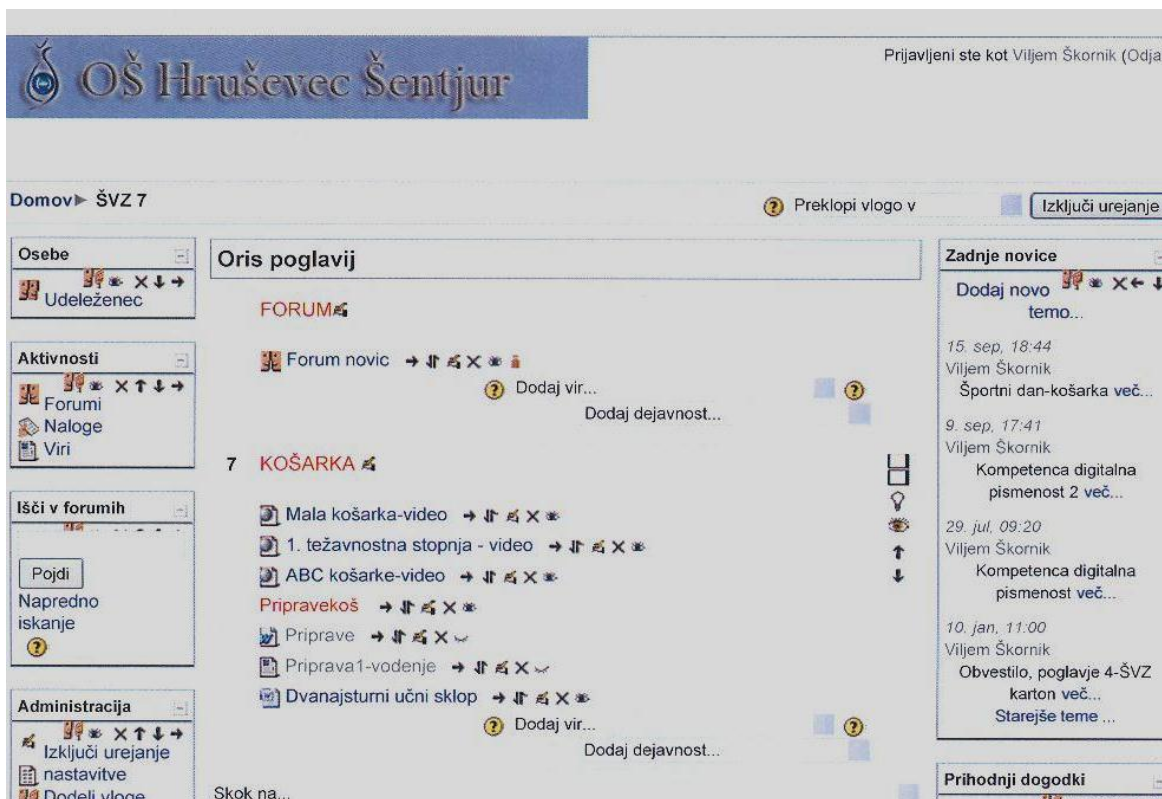 OŠ Hruševec Šentjur
Prijavljeni ste kot Viljem Škornik (Odja
Domov ŠVZ 7
Preklopi vlogo v
Izključi urejanje
Osebe
Udeleženec
Aktivnosti
Forumi
Naloge
Viri
Išči v forumih
Pojdi
Napredno
iskanje
Administracija
Izključi urejanje
nastavitve
Dodeli vloge
Oris poglavij
FORUM
Forum novic
Dodaj vir...
Dodaj dejavnost...
7 KOŠARKA
Mala košarka-video
1. težavnostna stopnja - video
ABC košarke-video
Pripravekoš
Priprave
Priprava1-vodenje
Dvanajsturni učni sklop
Dodaj vir...
Dodaj dejavnost...
Skok na...
Zadnje novice
Dodaj novo
temo...
15. sep, 18:44
Viljem Škornik
Športni dan-košarka več...
9. sep, 17:41
Viljem Škornik
Kompetenca digitalna
pismenost 2 več...
29. jul, 09:20
Viljem Škornik
Kompetenca digitalna
pismenost več...
10. jan, 11:00
Viljem Škornik
Obvestilo, poglavje 4-ŠVZ
karton več...
Starejše teme ...
Prihodnji dogodki